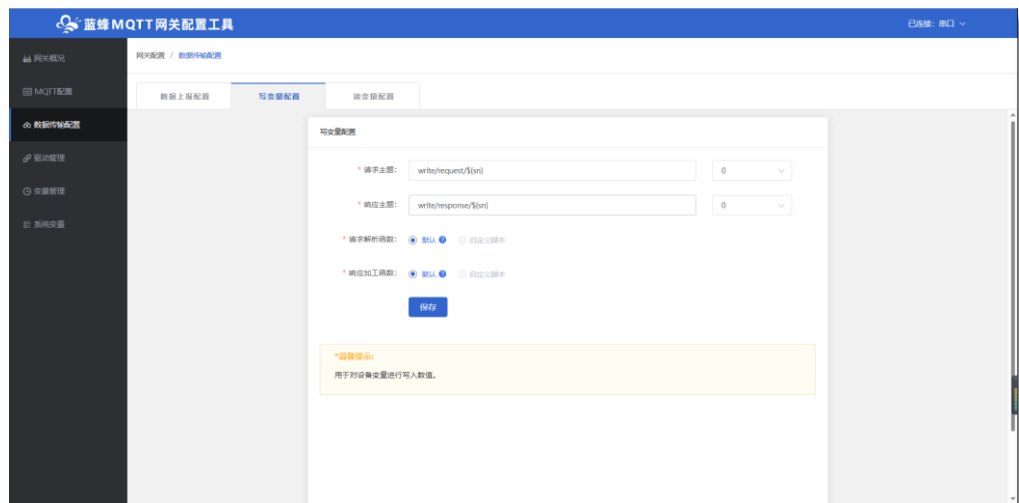 蓝蜂MQTT网关配置工具
已连接: 串口
网关概况
网关配置 / 数据传输配置
MQTT配置
数据上报配置
写变量配置
读变量配置
数据传输配置
写变量配置
驱动管理
* 请求主题:
write/request/$(sn)
0
变量管理
* 响应主题:
write/response/$(sn)
0
系统变量
* 请求解析函数:
默认
自定义脚本
* 响应加工函数:
默认
自定义脚本
保存
*温馨提示:
用于对设备变量进行写入数值。